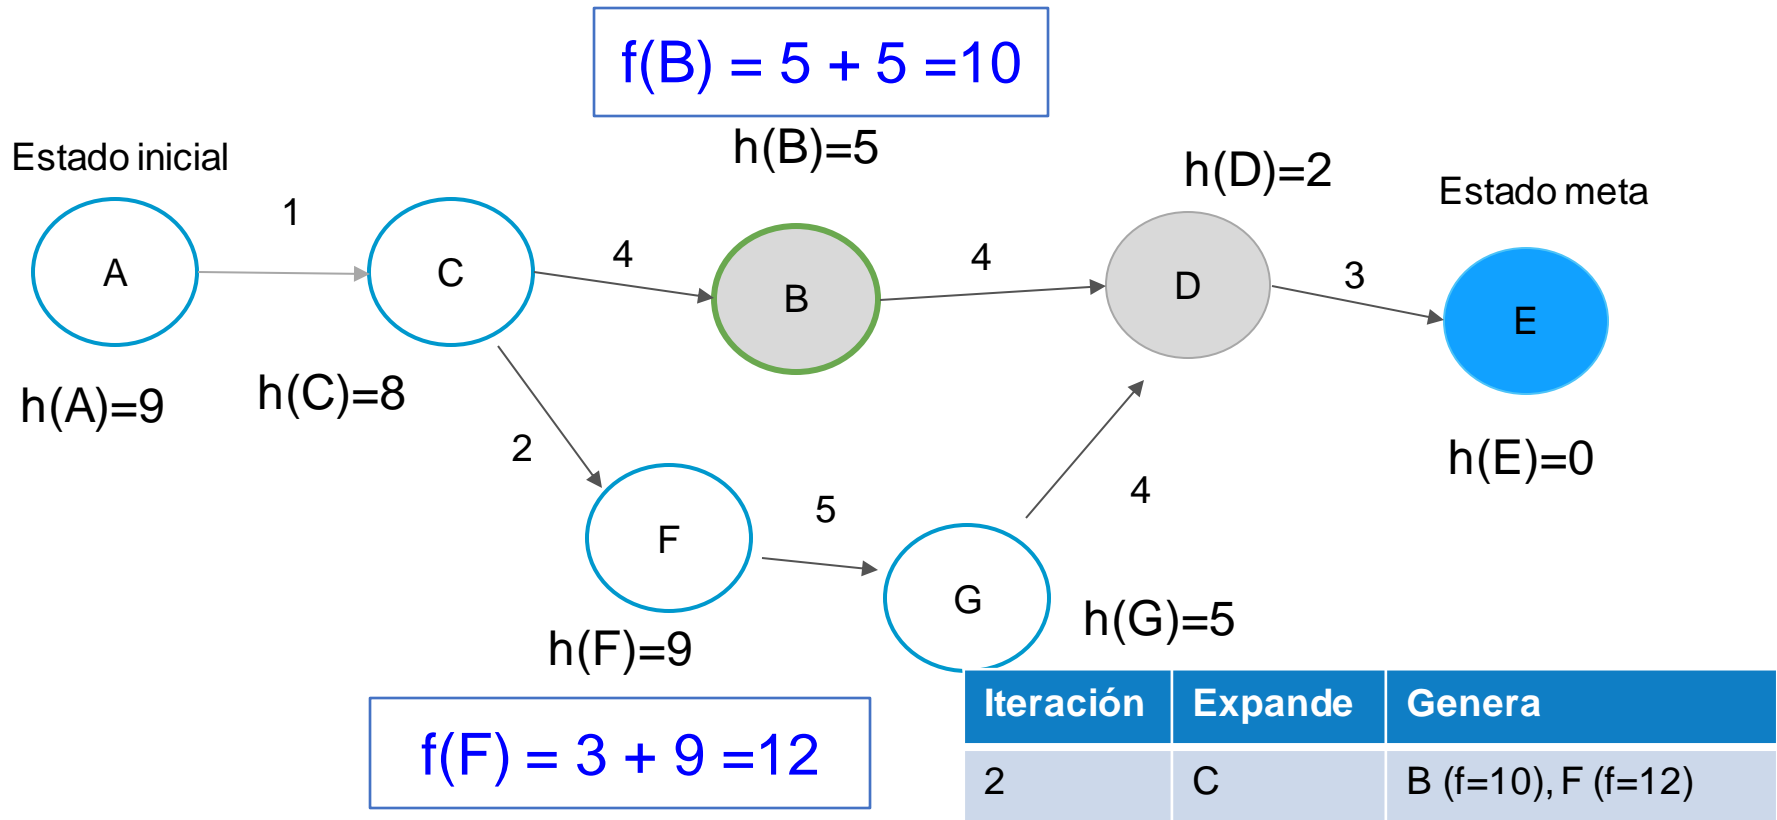 f(B) = 5 + 5 =10
h(B)=5
h(D)=2
Estado inicial
Estado meta
1
4
4
3
A
C
B
D
E
h(A)=9
h(C)=8
2
h(E)=0
5
4
F
G
h(F)=9
h(G)=5
f(F) = 3 + 9 =12
Iteración Expande Genera
2 C B (f=10), F (f=12)